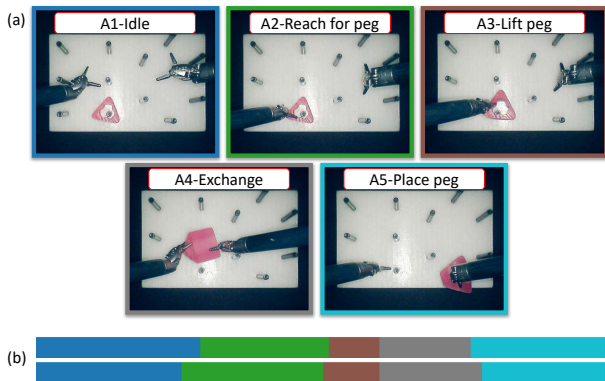 (a)
A1-Idle
A2-Reach for peg
A3-Lift peg
A4-Exchange
A5-Place peg
(b)